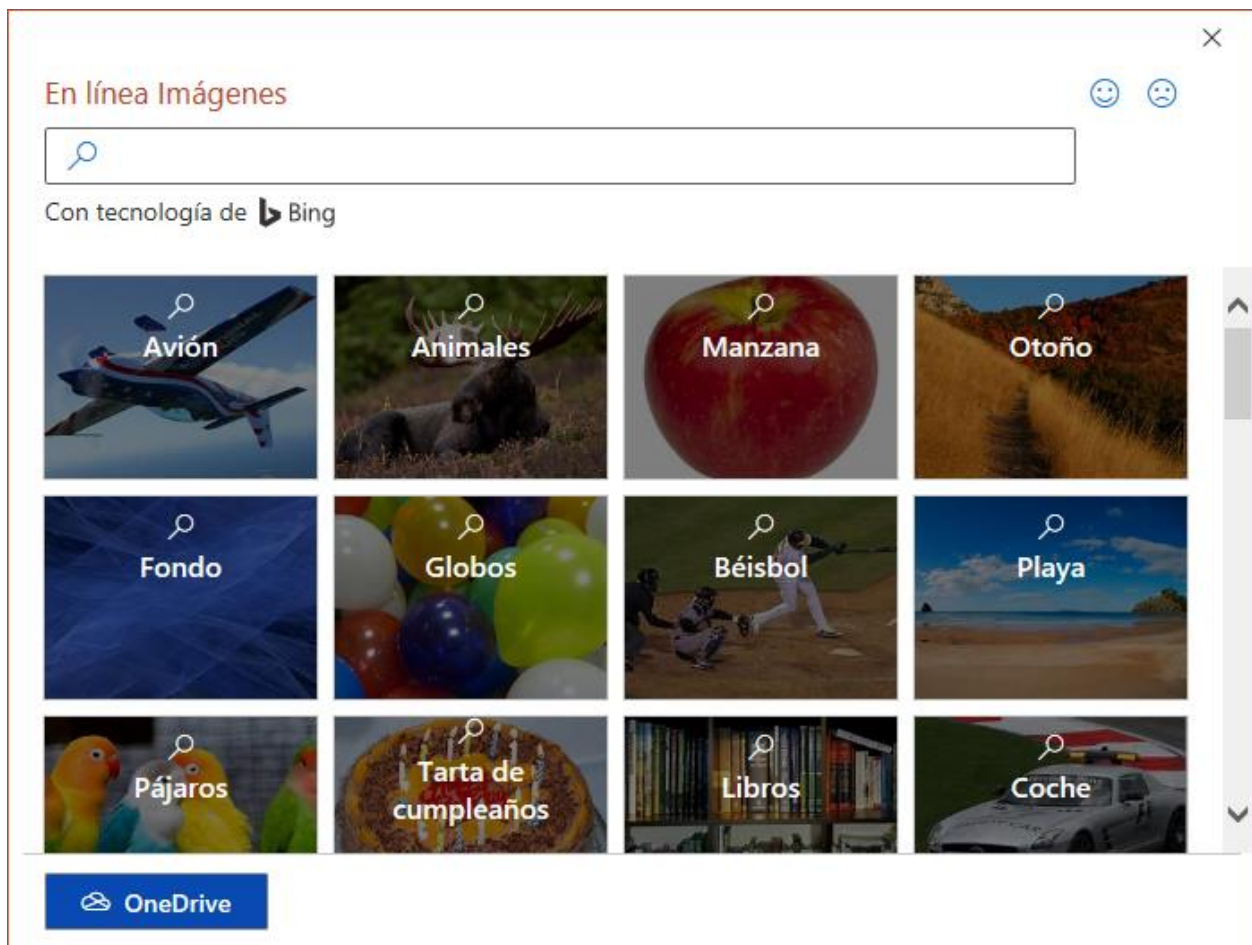 En línea Imágenes
Con tecnología de Bing
Avión
Animales
Manzana
Otoño
Fondo
Globos
Béisbol
Playa
Pájaros
Tarta de
cumpleaños
Libros
Coche
OneDrive